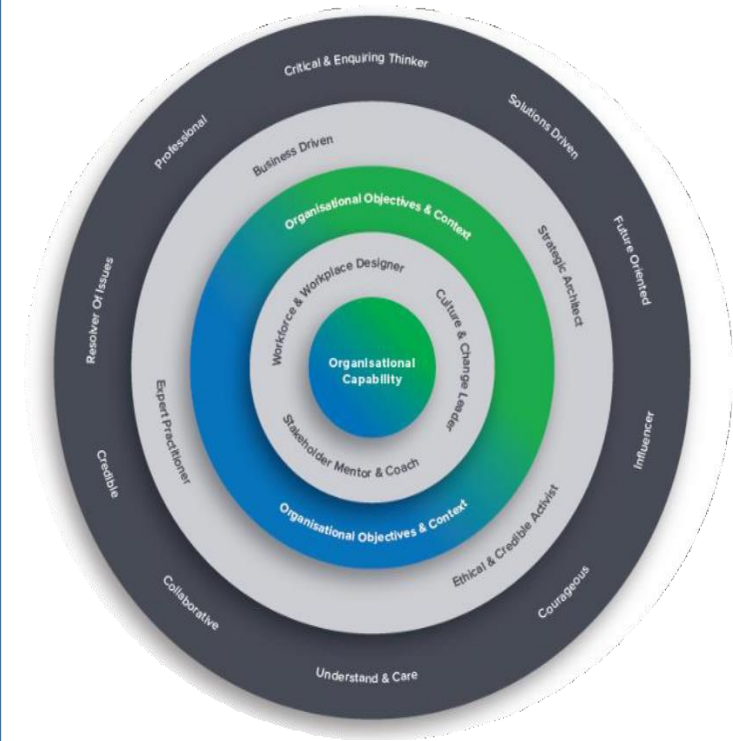 Critical & Enquiring Thinker
Solutions Driven
Future Oriented
Influencer
Courageous
Understand & Care
Collaborative
Credible
Resolver Of Issues
Professional
Business Driven
Strategic Architect
Ethical & Credible Activist
Expert Practitioner
Organisational Objectives & Context
Organisational Objectives & Context
Workforce & Workplace Designer
Culture & Change Leader
Stakeholder Mentor & Coach
Organisational
Capability